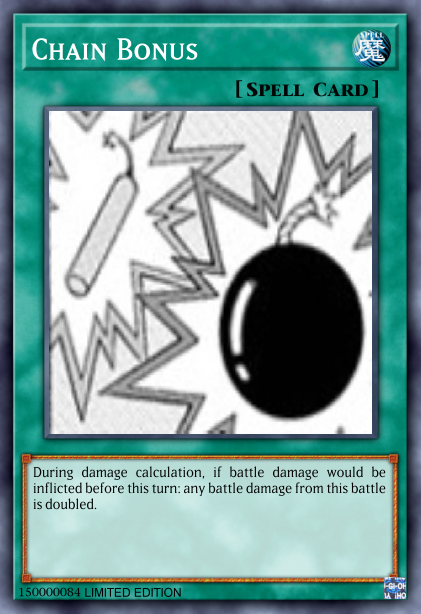 Chain Bonus
SPELL
魔
[Spell Card]
During damage calculation, if battle damage would be
inflicted before this turn: any battle damage from this battle
is doubled.
150000084 LIMITED EDITION